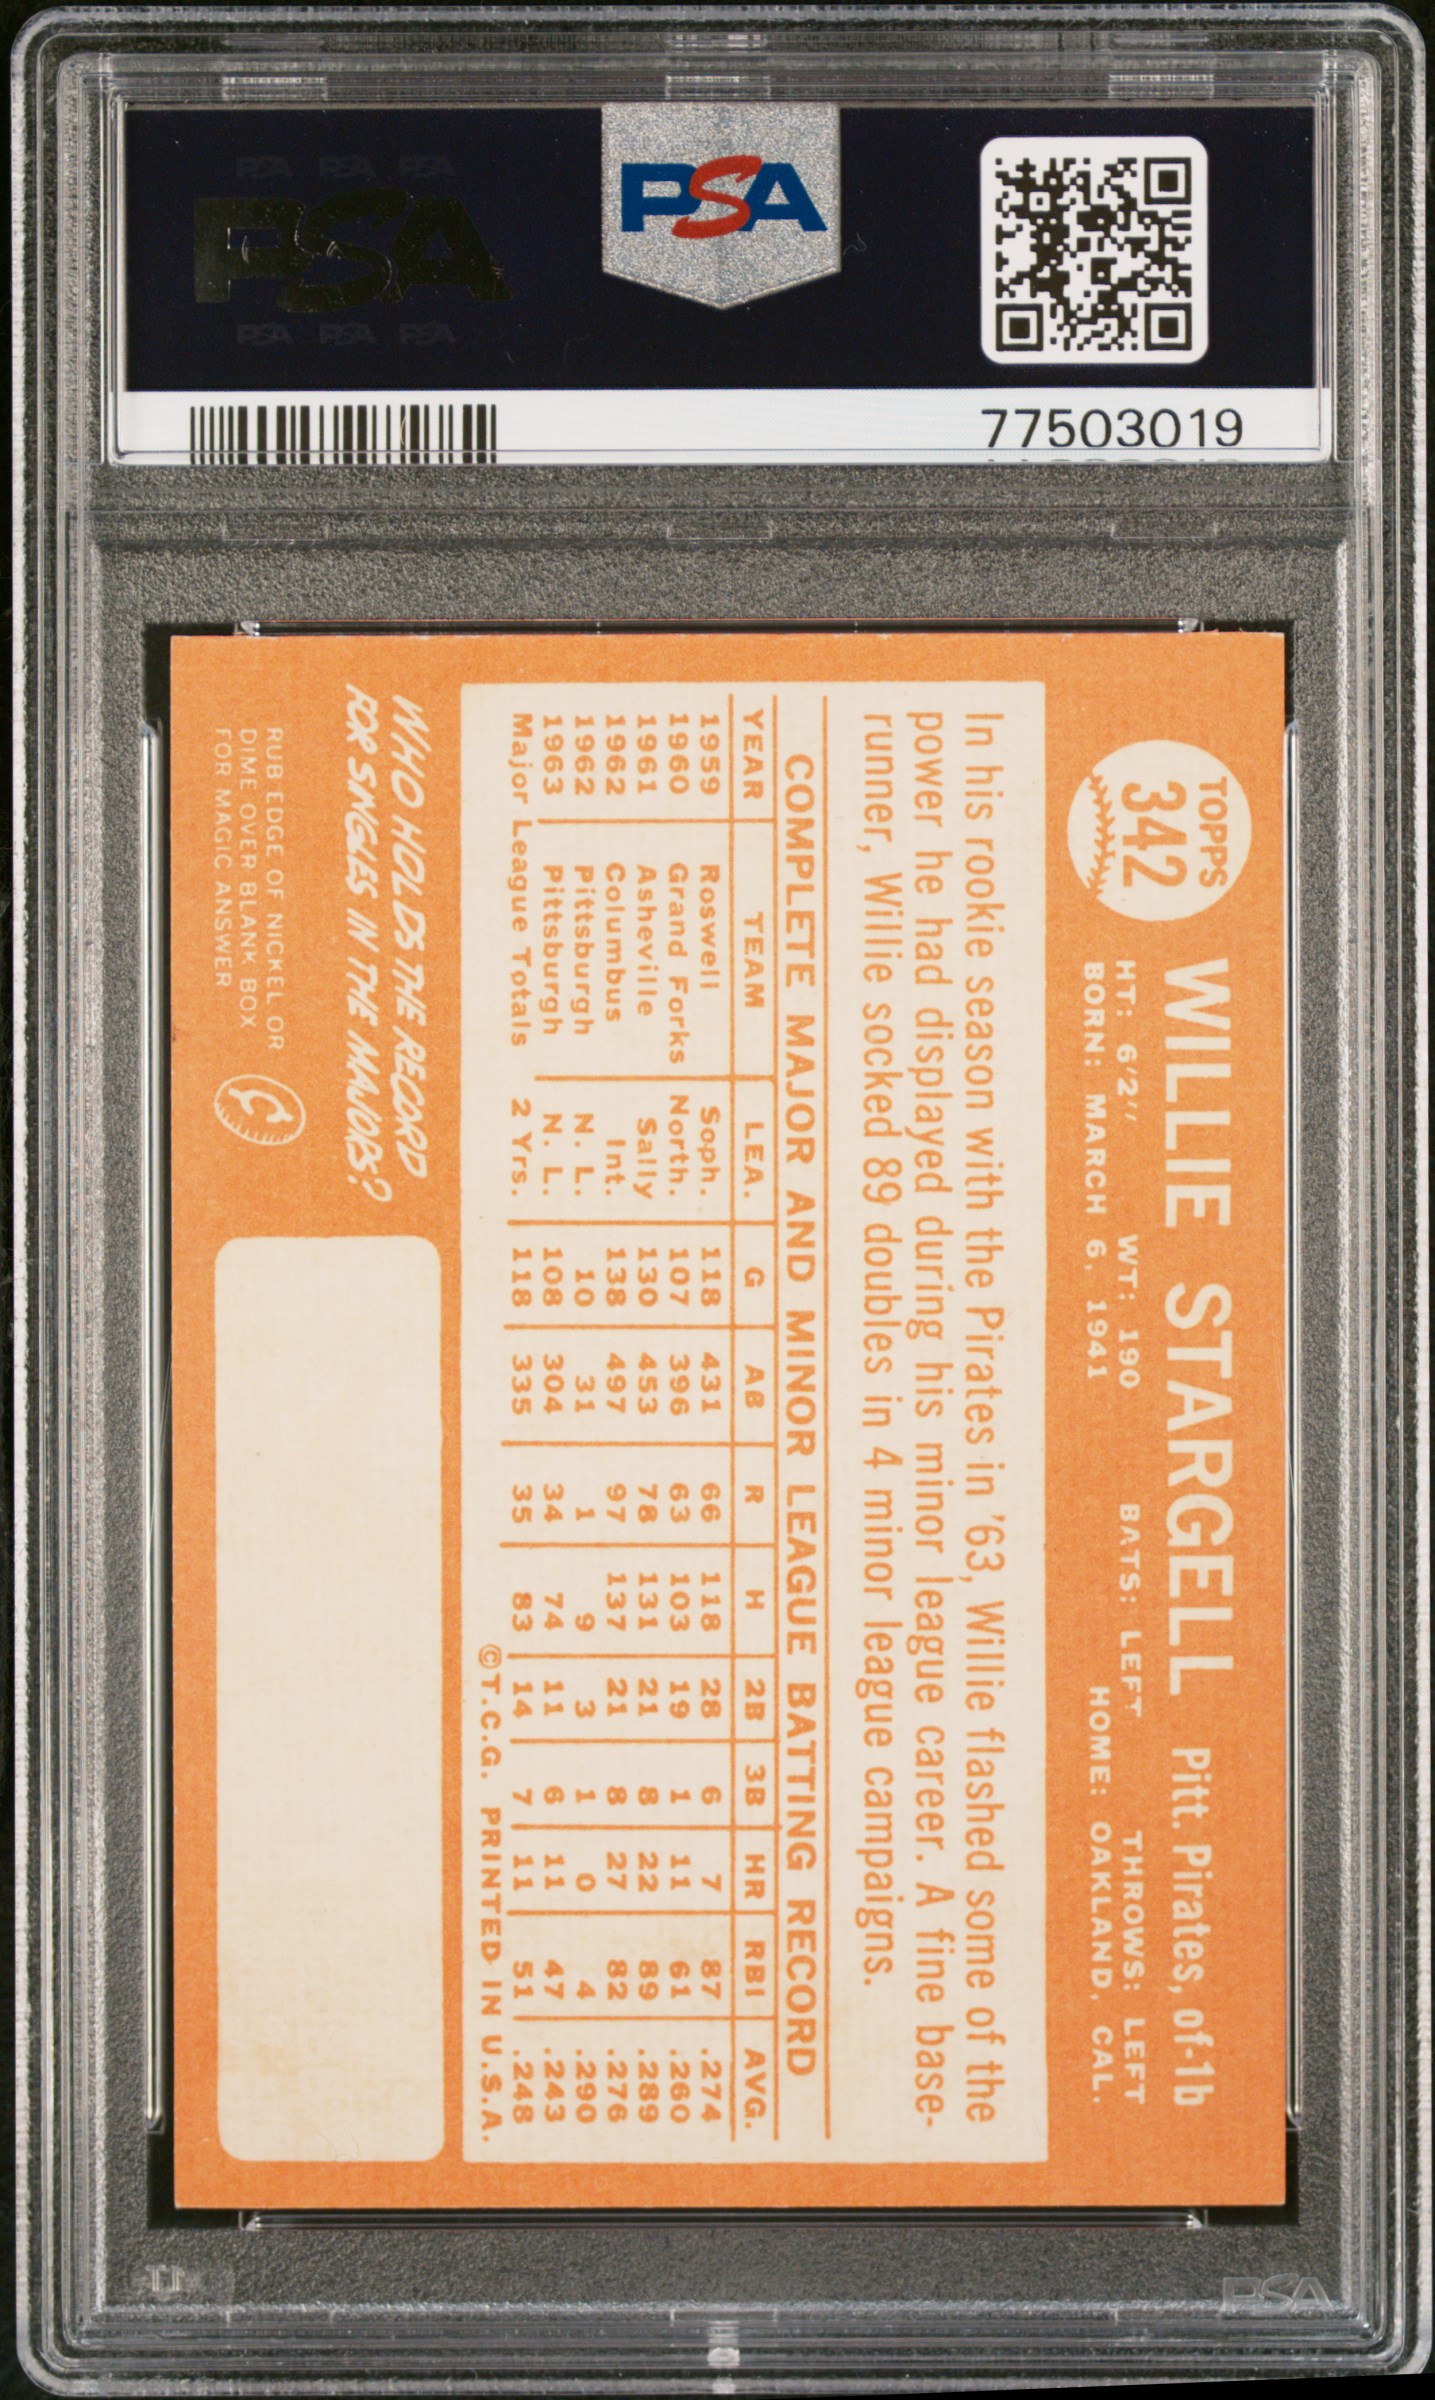 PSA PSA PSA
PSA
PSA PSA PSA
PSA
77503019
TOPPS
342
WILLIE STARGELL Pitt. Pirates, of-1b
HT: 6'2" WT: 190 BATS: LEFT THROWS: LEFT
BORN: MARCH 6, 1941 HOME: OAKLAND, CAL.
In his rookie season with the Pirates in '63, Willie flashed some of the
power he had displayed during his minor league career. A fine base-
runner, Willie socked 89 doubles in 4 minor league campaigns.
COMPLETE MAJOR AND MINOR LEAGUE BATTING RECORD
YEAR TEAM LEA. G AB R H 2B 3B HR RBI AVG.
1959 Roswell Soph. 118 431 66 118 28 6 7 87 .274
1960 Grand Forks North. 107 396 63 103 19 1 11 61 .260
1961 Asheville Sally 130 453 78 131 21 8 22 89 .289
1962 Columbus Int. 138 497 97 137 21 8 27 82 .276
1962 Pittsburgh N. L. 10 31 1 9 3 1 0 4 .290
1963 Pittsburgh N. L. 108 304 34 74 11 6 11 47 .243
Major League Totals 2 Yrs. 118 335 35 83 14 7 11 51 .248
©T.C.G. PRINTED IN U.S.A.
WHO HOLDS THE RECORD
FOR SINGLES IN THE MAJORS?
RUB EDGE OF NICKEL OR
DIME OVER BLANK BOX
FOR MAGIC ANSWER
PSA